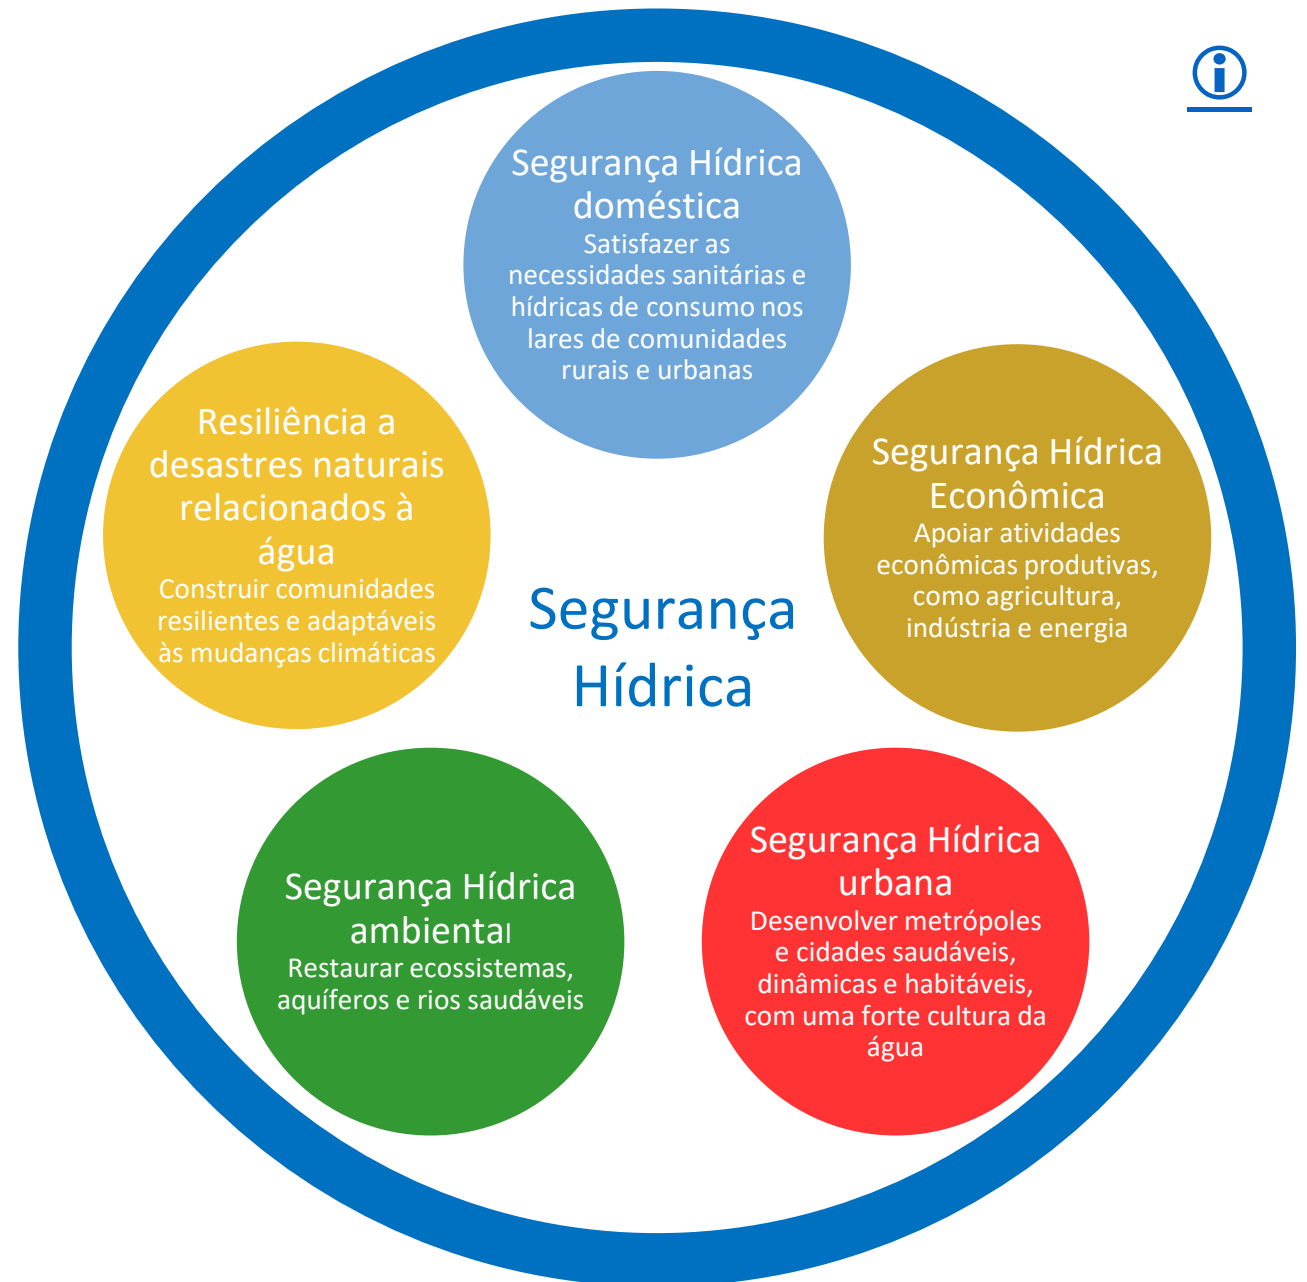 Segurança Hídrica
doméstica
Satisfazer as
necessidades sanitárias e
hídricas de consumo nos
lares de comunidades
rurais e urbanas
Resiliência a
desastres naturais
relacionados à
água
Construir comunidades
resilientes e adaptáveis
às mudanças climáticas
Segurança Hídrica
Econômica
Apoiar atividades
econômicas produtivas,
como agricultura,
indústria e energia
Segurança
Hídrica
Segurança Hídrica
ambiental
Restaurar ecossistemas,
aquíferos e rios saudáveis
Segurança Hídrica
urbana
Desenvolver metrópoles
e cidades saudáveis,
dinâmicas e habitáveis,
com uma forte cultura da
água